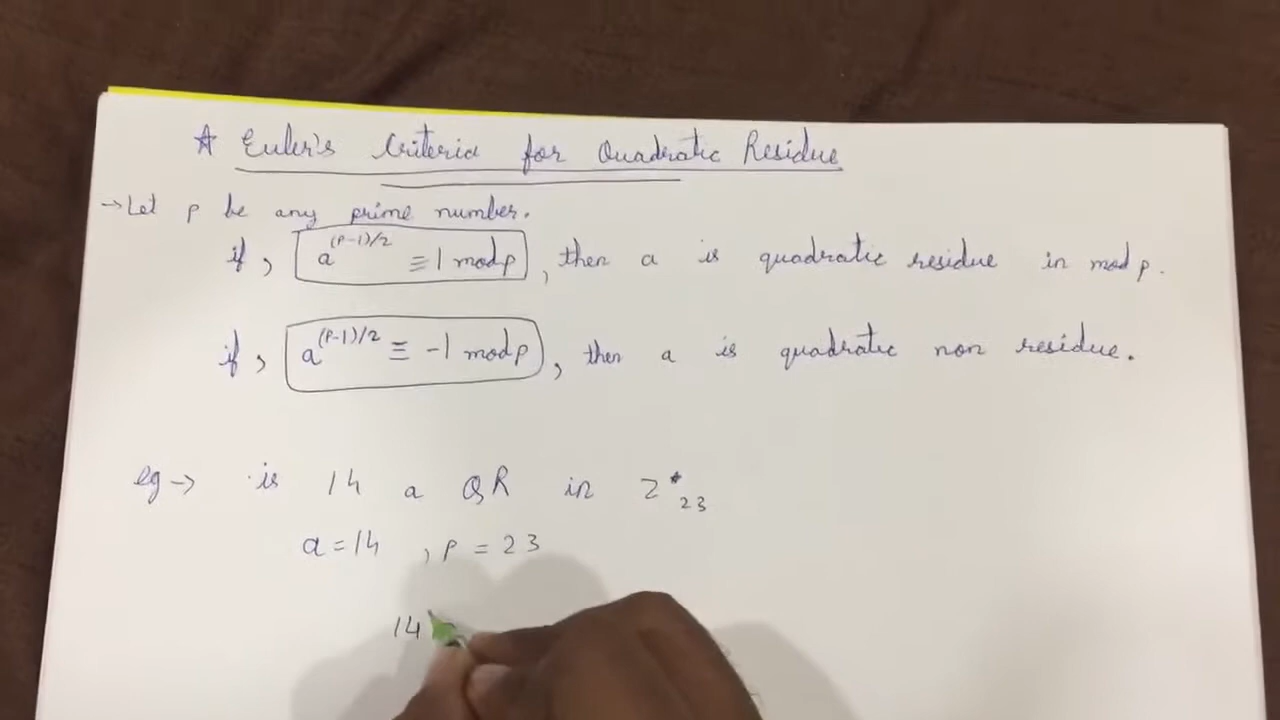 ☆ Euler's Criteria for Quadratic Residue
→ Let p be any prime number.
if, a^(p-1)/2 ≡ 1 mod p, then a is quadratic residue in mod p.
if, a^(p-1)/2 ≡ -1 mod p, then a is quadratic non residue.
eg → is 14 a QR in Z*23
a = 14, p = 23
14